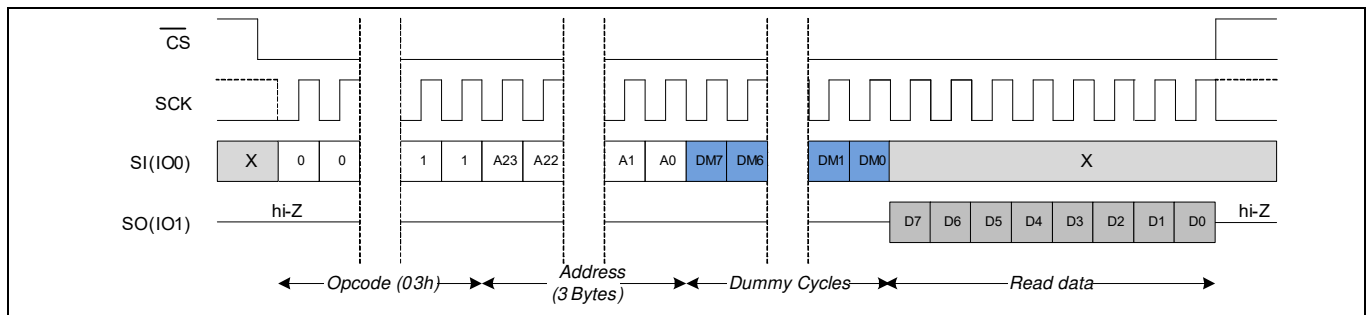 CS
SCK
SI(IO0) X 0 0 1 1 A23 A22 A1 A0 DM7 DM6 DM1 DM0 X
hi-Z hi-Z
SO(IO1) D7 D6 D5 D4 D3 D2 D1 D0
Opcode (03h) Address (3 Bytes) Dummy Cycles Read data